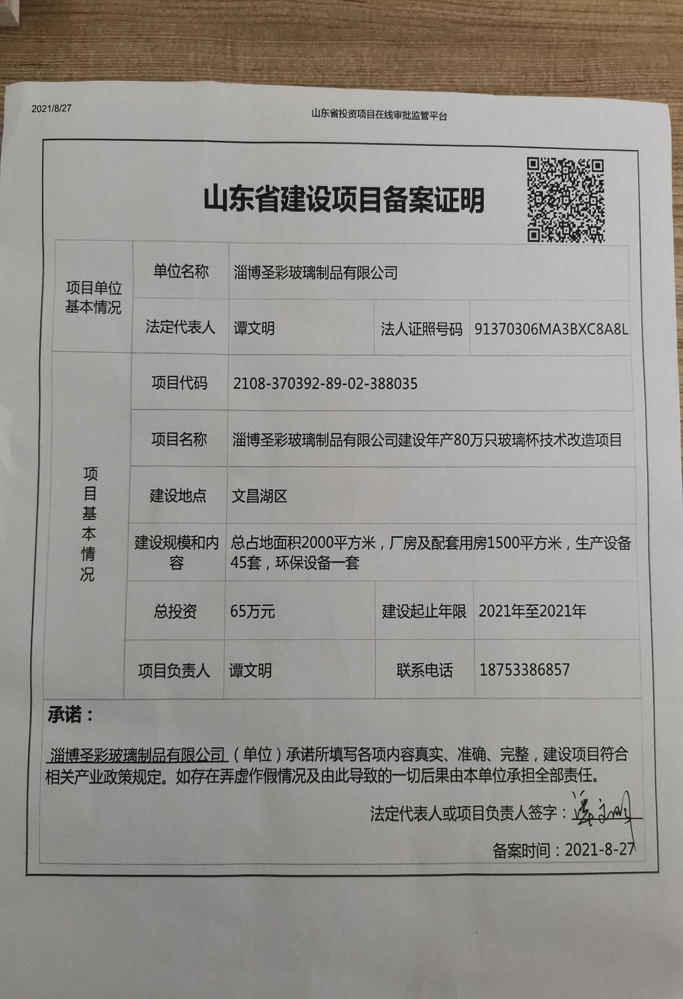 2021/8/27
山东省投资项目在线审批监管平台
山东省建设项目备案证明
项目单位
基本情况
单位名称
淄博圣彩玻璃制品有限公司
法定代表人
谭文明
法人证照号码
91370306MA3BXC8A8L
项目基本情况
项目代码
2108-370392-89-02-388035
项目名称
淄博圣彩玻璃制品有限公司建设年产80万只玻璃杯技术改造项目
建设地点
文昌湖区
建设规模和内
容
总占地面积2000平方米，厂房及配套用房1500平方米，生产设备
45套，环保设备一套
总投资
65万元
建设起止年限
2021年至2021年
项目负责人
谭文明
联系电话
18753386857
承诺：
淄博圣彩玻璃制品有限公司（单位）承诺所填写各项内容真实、准确、完整，建设项目符合
相关产业政策规定。如存在弄虚作假情况及由此导致的一切后果由本单位承担全部责任。
法定代表人或项目负责人签字：谭文明
备案时间：2021-8-27